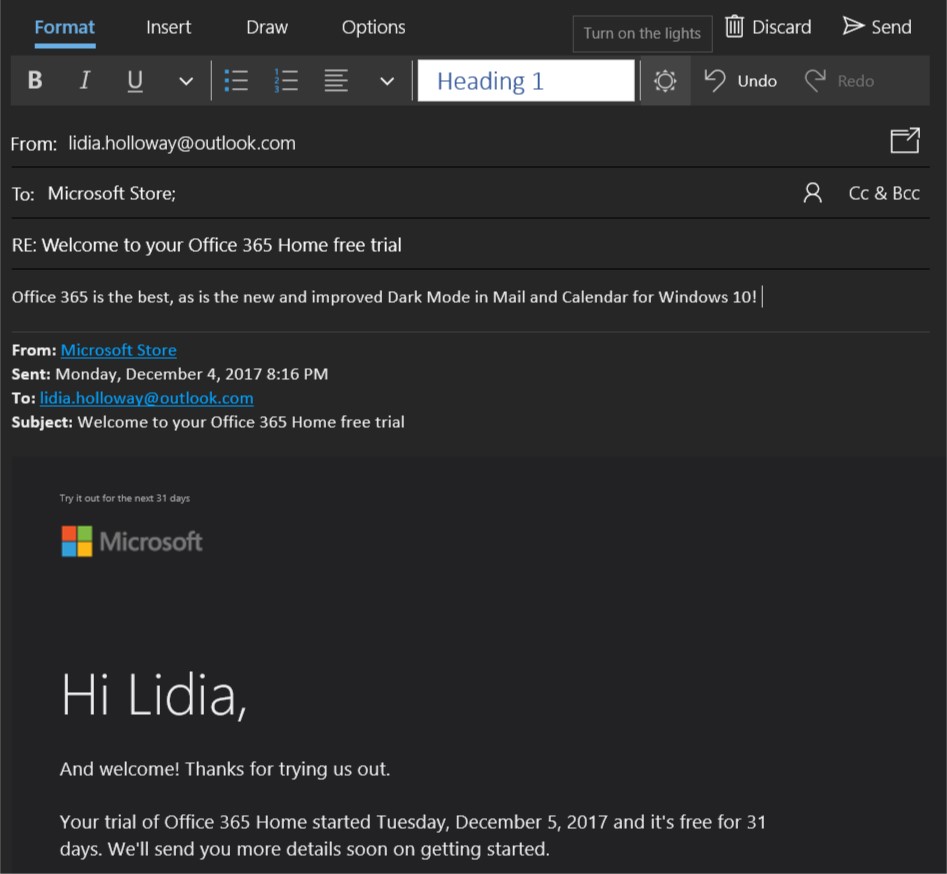 Format Insert Draw Options Turn on the lights Discard Send
B I U Heading 1 Undo Redo
From: lidia.holloway@outlook.com
To: Microsoft Store; Cc & Bcc
RE: Welcome to your Office 365 Home free trial
Office 365 is the best, as is the new and improved Dark Mode in Mail and Calendar for Windows 10!
From: Microsoft Store
Sent: Monday, December 4, 2017 8:16 PM
To: lidia.holloway@outlook.com
Subject: Welcome to your Office 365 Home free trial
Try it out for the next 31 days
Microsoft
Hi Lidia,
And welcome! Thanks for trying us out.
Your trial of Office 365 Home started Tuesday, December 5, 2017 and it's free for 31
days. We'll send you more details soon on getting started.